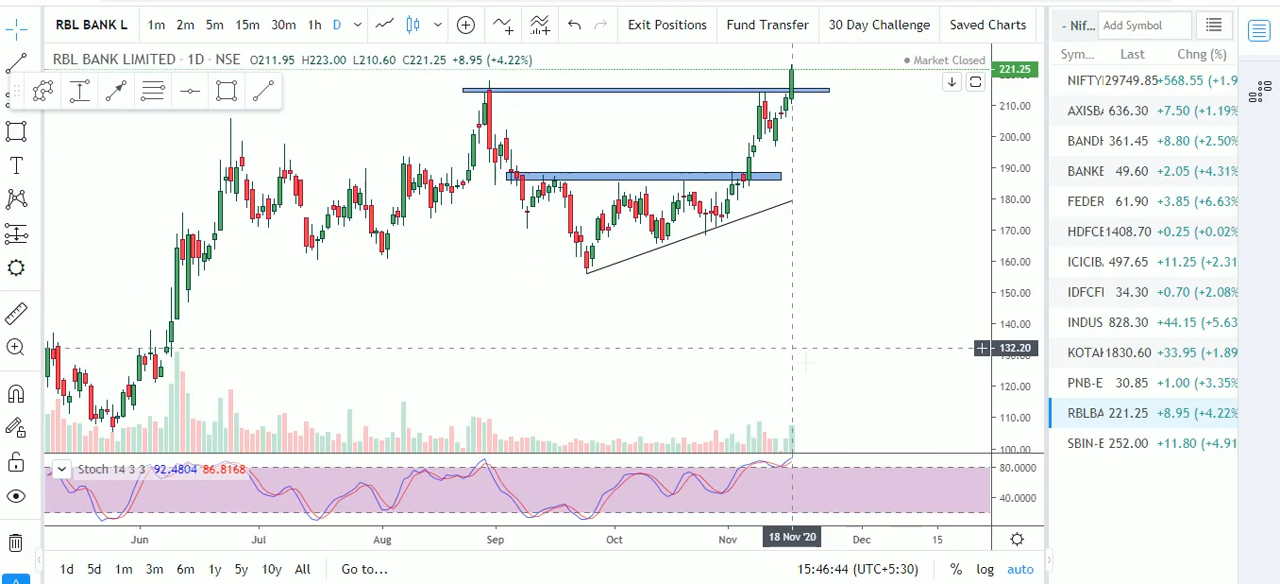 RBL BANK L 1m 2m 5m 15m 30m 1h D Exit Positions Fund Transfer 30 Day Challenge Saved Charts - Nif... Add Symbol
RBL BANK LIMITED · 1D · NSE O211.95 H223.00 L210.60 C221.25 +8.95 (+4.22%) Market Closed
Sym... Last Chng (%)
221.25
210.00
200.00
190.00
180.00
170.00
160.00
150.00
140.00
132.20
120.00
110.00
100.00
NIFTY 29749.85 +568.55 (+1.9
AXISBA 636.30 +7.50 (+1.19%
BANDH 361.45 +8.80 (+2.50%
BANKE 49.60 +2.05 (+4.31%
FEDER 61.90 +3.85 (+6.63%
HDFCE 1408.70 +0.25 (+0.02%
ICICIB. 497.65 +11.25 (+2.31
IDFCFI 34.30 +0.70 (+2.08%
INDUS 828.30 +44.15 (+5.63
KOTAK 1830.60 +33.95 (+1.89
PNB-E 30.85 +1.00 (+3.35%
RBLBA 221.25 +8.95 (+4.22%
SBIN-E 252.00 +11.80 (+4.91
Stoch 14 3 3 92.4804 86.8168
80.0000
40.0000
Jun Jul Aug Sep Oct Nov 18 Nov '20 Dec 15
1d 5d 1m 3m 6m 1y 5y 10y All Go to... 15:46:44 (UTC+5:30) % log auto